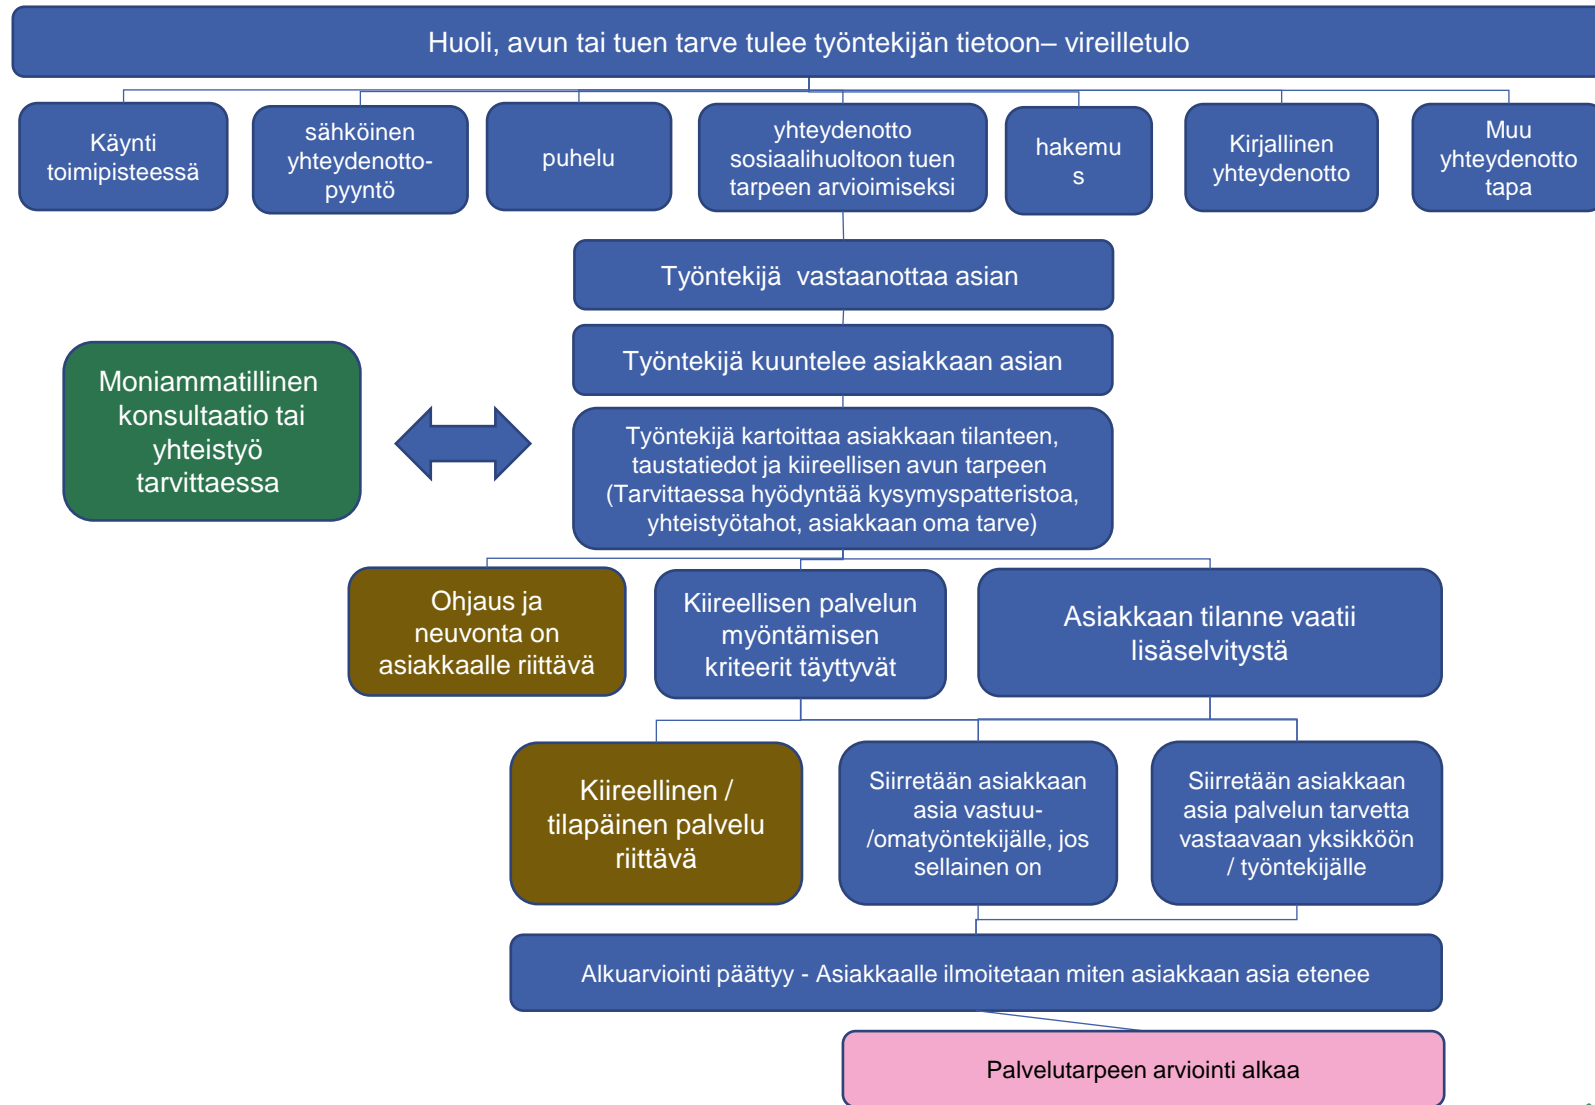 Huoli, avun tai tuen tarve tulee työntekijän tietoon– vireilletulo
Käynti
toimipisteessä
sähköinen
yhteydenotto-
pyyntö
puhelu
yhteydenotto
sosiaalihuoltoon tuen
tarpeen arvioimiseksi
hakemu
s
Kirjallinen
yhteydenotto
Muu
yhteydenotto
tapa
Työntekijä vastaanottaa asian
Työntekijä kuuntelee asiakkaan asian
Moniammatillinen
konsultaatio tai
yhteistyö
tarvittaessa
Työntekijä kartoittaa asiakkaan tilanteen,
taustatiedot ja kiireellisen avun tarpeen
(Tarvittaessa hyödyntää kysymyspatteristoa,
yhteistyötahot, asiakkaan oma tarve)
Ohjaus ja
neuvonta on
asiakkaalle riittävä
Kiireellisen palvelun
myöntämisen
kriteerit täyttyvät
Asiakkaan tilanne vaatii
lisäselvitystä
Kiireellinen /
tilapäinen palvelu
riittävä
Siirretään asiakkaan
asia vastuu-
/omatyöntekijälle, jos
sellainen on
Siirretään asiakkaan
asia palvelun tarvetta
vastaavaan yksikköön
/ työntekijälle
Alkuarviointi päättyy - Asiakkaalle ilmoitetaan miten asiakkaan asia etenee
Palvelutarpeen arviointi alkaa